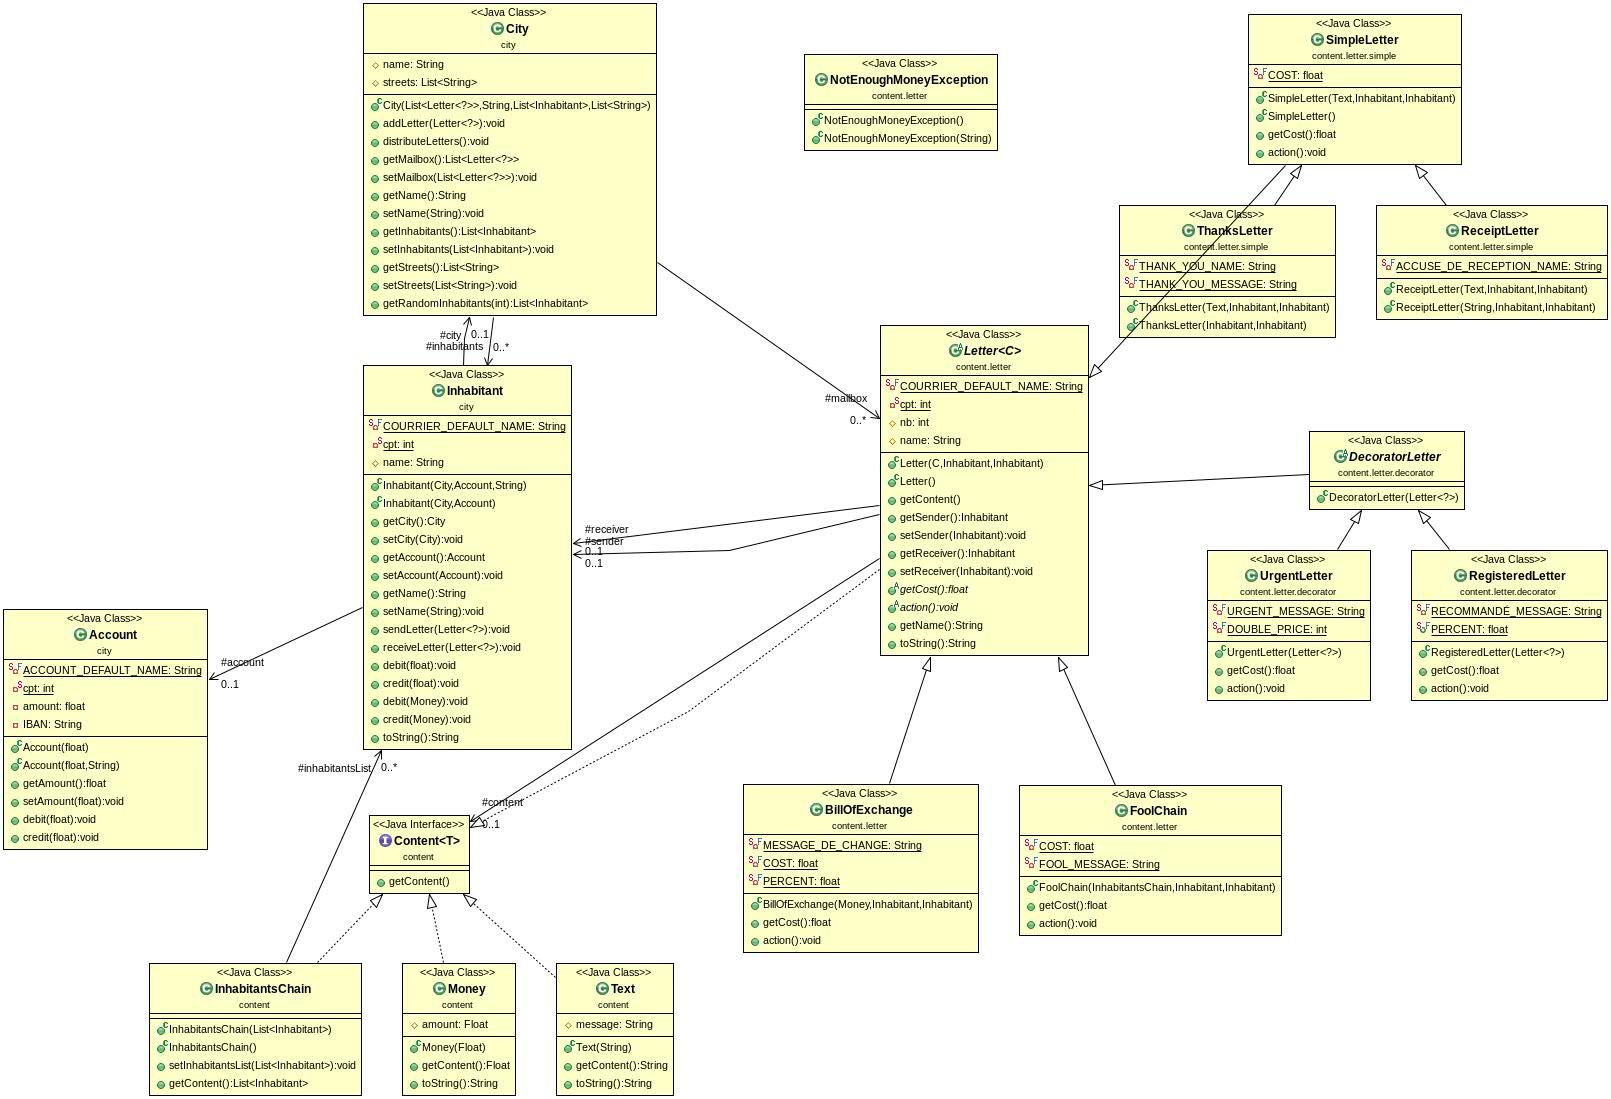 <<Java Class>>
City
city
name: String
streets: List<String>
City(List<Letter<?>>,String,List<Inhabitant>,List<String>)
addLetter(Letter<?>):void
distributeLetters():void
getMailbox():List<Letter<?>>
setMailbox(List<Letter<?>>):void
getName():String
setName(String):void
getInhabitants():List<Inhabitant>
setInhabitants(List<Inhabitant>):void
getStreets():List<String>
setStreets(List<String>):void
getRandomInhabitants(int):List<Inhabitant>
<<Java Class>>
NotEnoughMoneyException
content.letter
NotEnoughMoneyException()
NotEnoughMoneyException(String)
<<Java Class>>
SimpleLetter
content.letter.simple
COST: float
SimpleLetter(Text,Inhabitant,Inhabitant)
SimpleLetter()
getCost():float
action():void
<<Java Class>>
ThanksLetter
content.letter.simple
THANK_YOU_NAME: String
THANK_YOU_MESSAGE: String
ThanksLetter(Text,Inhabitant,Inhabitant)
ThanksLetter(Inhabitant,Inhabitant)
<<Java Class>>
ReceiptLetter
content.letter.simple
ACCUSE_DE_RECEPTION_NAME: String
ReceiptLetter(Text,Inhabitant,Inhabitant)
ReceiptLetter(String,Inhabitant,Inhabitant)
#city
0..1
#inhabitants
0..*
#mailbox
0..*
<<Java Class>>
Inhabitant
city
COURRIER_DEFAULT_NAME: String
cpt: int
name: String
Inhabitant(City,Account,String)
Inhabitant(City,Account)
getCity():City
setCity(City):void
getAccount():Account
setAccount(Account):void
getName():String
setName(String):void
sendLetter(Letter<?>):void
receiveLetter(Letter<?>):void
debit(float):void
credit(float):void
debit(Money):void
credit(Money):void
toString():String
<<Java Class>>
Letter<C>
content.letter
COURRIER_DEFAULT_NAME: String
cpt: int
nb: int
name: String
Letter(C,Inhabitant,Inhabitant)
Letter()
getContent()
getSender():Inhabitant
setSender(Inhabitant):void
getReceiver():Inhabitant
setReceiver(Inhabitant):void
getCost():float
action():void
getName():String
toString():String
#receiver
#sender
0..1
0..1
<<Java Class>>
DecoratorLetter
content.letter.decorator
DecoratorLetter(Letter<?>)
<<Java Class>>
UrgentLetter
content.letter.decorator
URGENT_MESSAGE: String
DOUBLE_PRICE: int
UrgentLetter(Letter<?>)
getCost():float
action():void
<<Java Class>>
RegisteredLetter
content.letter.decorator
RECOMMANDÉ_MESSAGE: String
PERCENT: float
RegisteredLetter(Letter<?>)
getCost():float
action():void
<<Java Class>>
Account
city
ACCOUNT_DEFAULT_NAME: String
cpt: int
amount: float
IBAN: String
Account(float)
Account(float,String)
getAmount():float
setAmount(float):void
debit(float):void
credit(float):void
#account
0..1
#inhabitantsList
0..*
#content
0..1
<<Java Interface>>
Content<T>
content
getContent()
<<Java Class>>
BillOfExchange
content.letter
MESSAGE_DE_CHANGE: String
COST: float
PERCENT: float
BillOfExchange(Money,Inhabitant,Inhabitant)
getCost():float
action():void
<<Java Class>>
FoolChain
content.letter
COST: float
FOOL_MESSAGE: String
FoolChain(InhabitantsChain,Inhabitant,Inhabitant)
getCost():float
action():void
<<Java Class>>
InhabitantsChain
content
InhabitantsChain(List<Inhabitant>)
InhabitantsChain()
setInhabitantsList(List<Inhabitant>):void
getContent():List<Inhabitant>
<<Java Class>>
Money
content
amount: Float
Money(Float)
getContent():Float
toString():String
<<Java Class>>
Text
content
message: String
Text(String)
getContent():String
toString():String